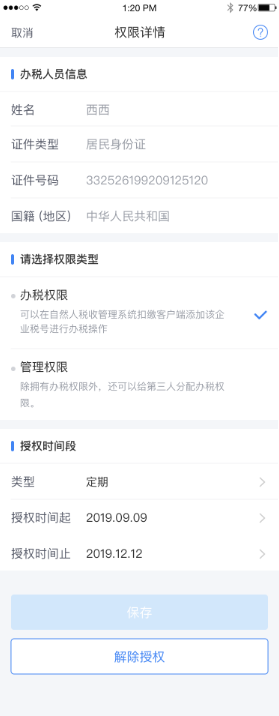 1:20 PM 77%
取消 权限详情 ?
办税人员信息
姓名 西西
证件类型 居民身份证
证件号码 332526199209125120
国籍 (地区) 中华人民共和国
请选择权限类型
办税权限
可以在自然人税收管理系统扣缴客户端添加该企
业税号进行办税操作
管理权限
除拥有办税权限外，还可以给第三人分配办税权
限。
授权时间段
类型 定期
授权时间起 2019.09.09
授权时间止 2019.12.12
保存
解除授权